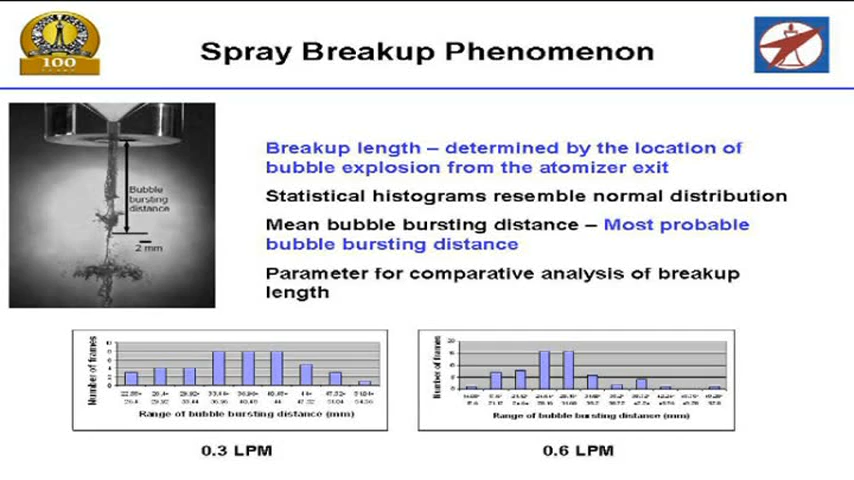 Spray Breakup Phenomenon
100
Breakup length – determined by the location of
bubble explosion from the atomizer exit
Statistical histograms resemble normal distribution
Mean bubble bursting distance – Most probable
bubble bursting distance
Parameter for comparative analysis of breakup
length
Bubble
bursting
distance
2 mm
Number of frames
Range of bubble bursting distance (mm)
0.3 LPM
Number of frames
Range of bubble bursting distance (mm)
0.6 LPM